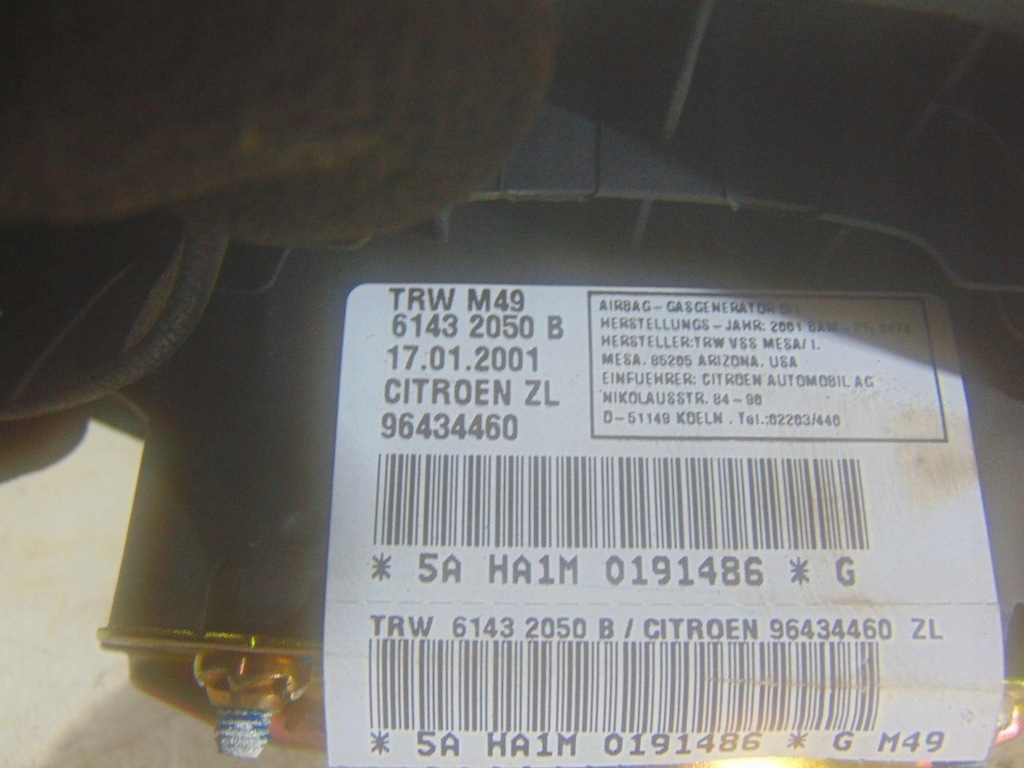 TRW M49
6143 2050 B
17.01.2001
CITROEN ZL
96434460
AIRBAG - GASGENERATOR
HERSTELLUNGS - JAHR: 2001 BAM -
HERSTELLER:TRW VSS MESA/ I.
MESA. 85205 ARIZONA. USA
EINFUEHRER: CITROEN AUTOMOBIL AG
NIKOLAUSSTR. 84-90
D-51149 KOELN . Tel.:02203/440
* 5A HA1M 0191486 * G
TRW 6143 2050 B / CITROEN 96434460 ZL
* 5A HA1M 0191486 * G M49